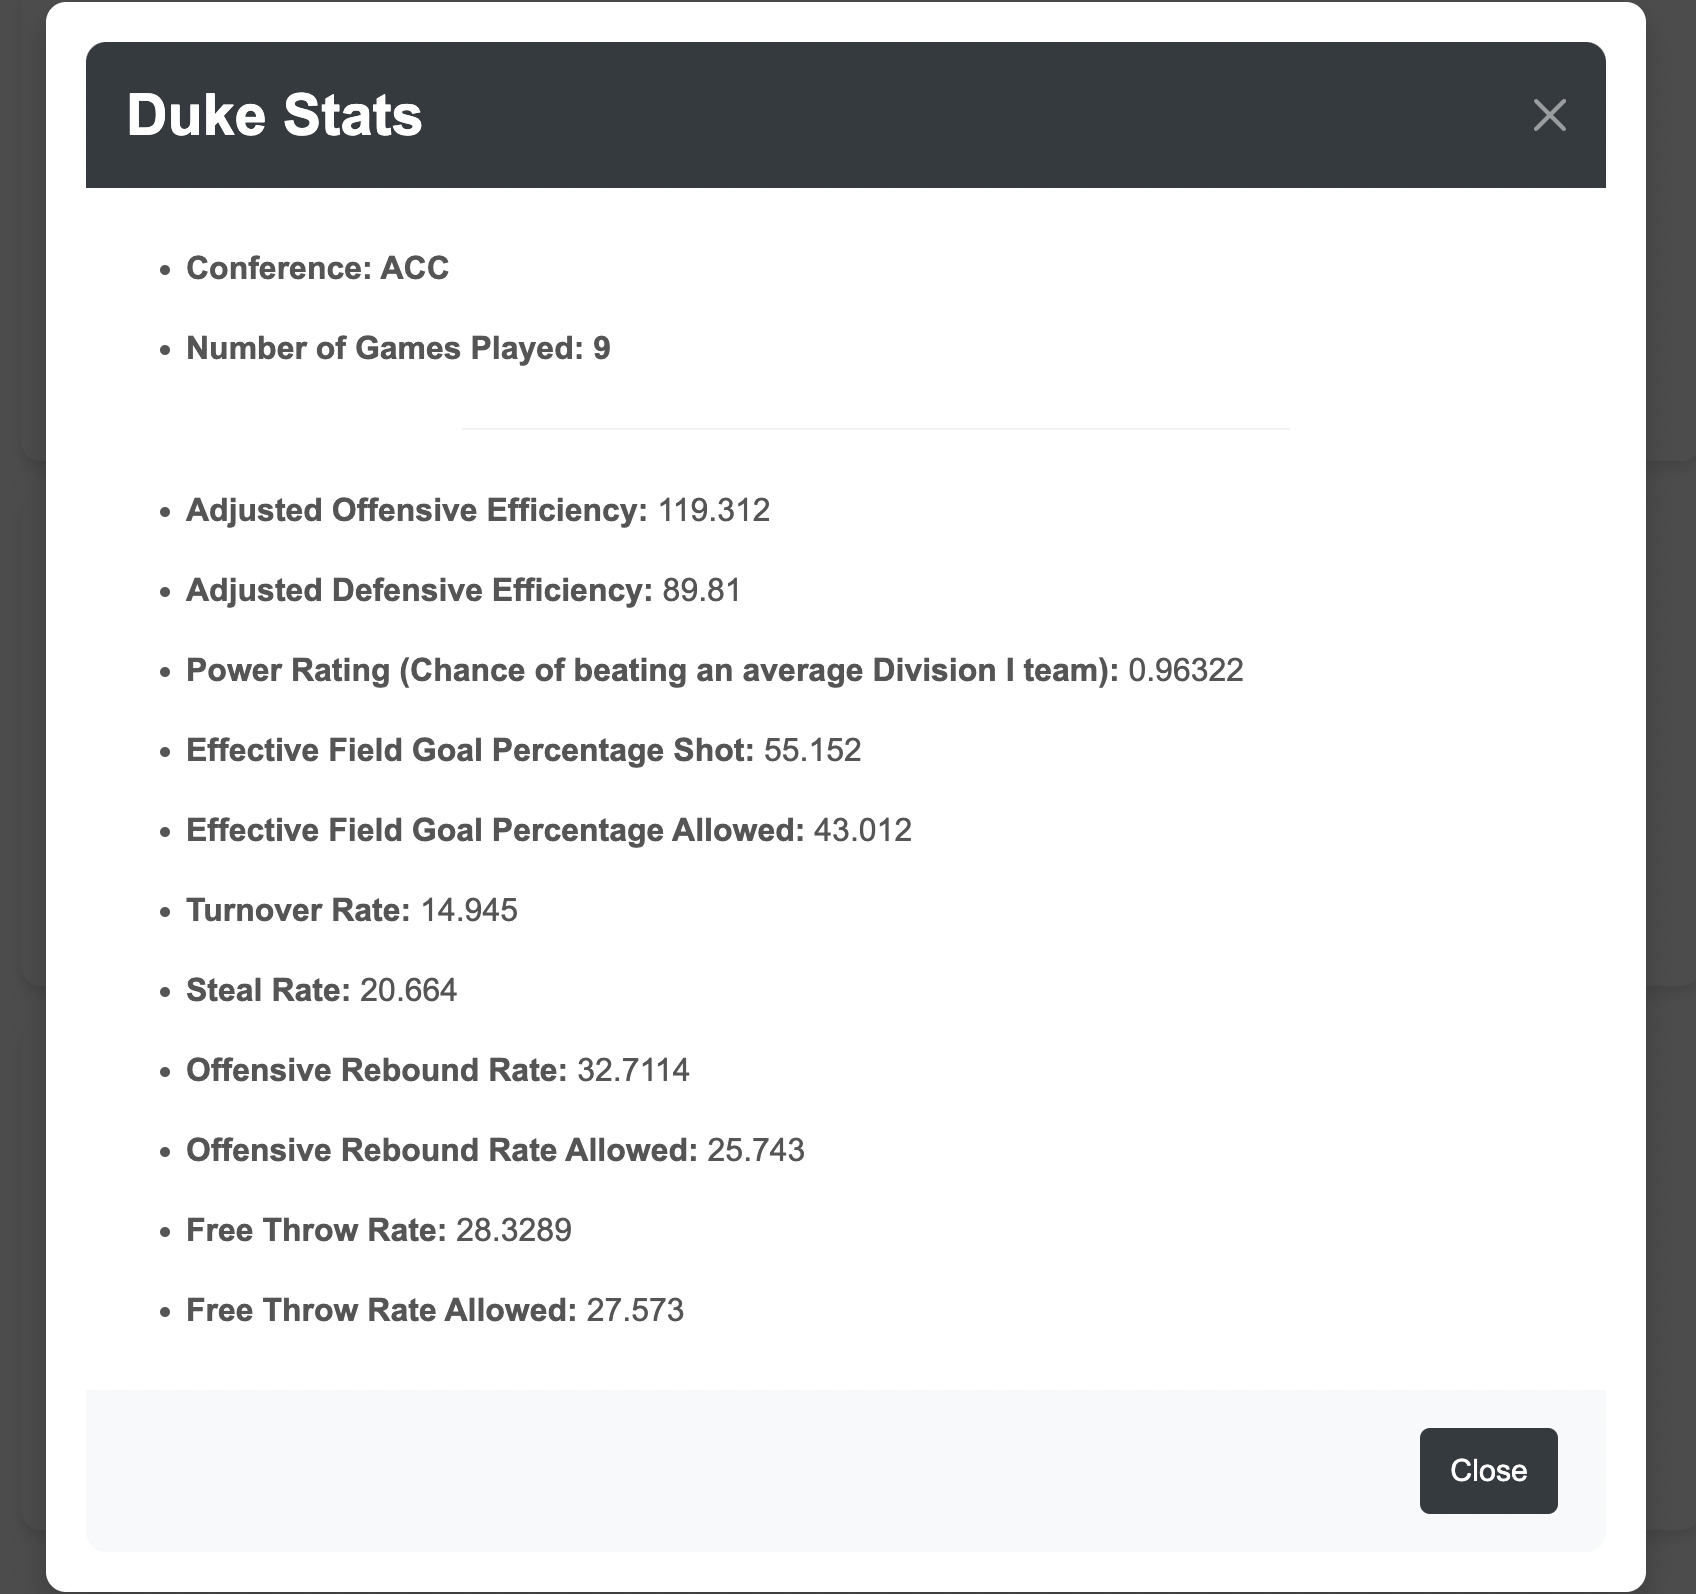 Duke Stats
Conference: ACC
Number of Games Played: 9
Adjusted Offensive Efficiency: 119.312
Adjusted Defensive Efficiency: 89.81
Power Rating (Chance of beating an average Division I team): 0.96322
Effective Field Goal Percentage Shot: 55.152
Effective Field Goal Percentage Allowed: 43.012
Turnover Rate: 14.945
Steal Rate: 20.664
Offensive Rebound Rate: 32.7114
Offensive Rebound Rate Allowed: 25.743
Free Throw Rate: 28.3289
Free Throw Rate Allowed: 27.573
Close